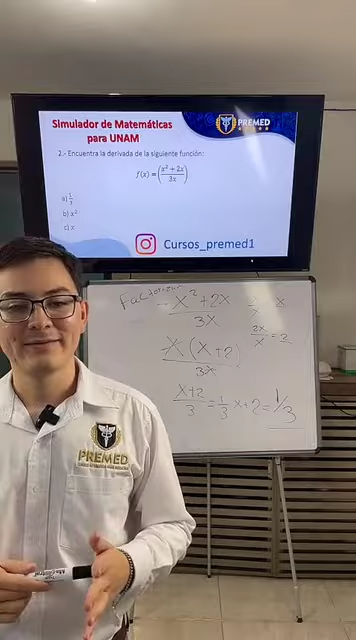 Simulador de Matemáticas
para UNAM
PREMED
2.- Encuentra la derivada de la siguiente función:
f(x) = (x² + 2x / 3x)
a) 1/3
b) x²
c) x
Cursos_premed1
Factorizar
x² + 2x / 3x
x (x+2) / 3x
2x / x = 2
x+2 / 3 = 1/3 x + 2 = 1/3
PREMED